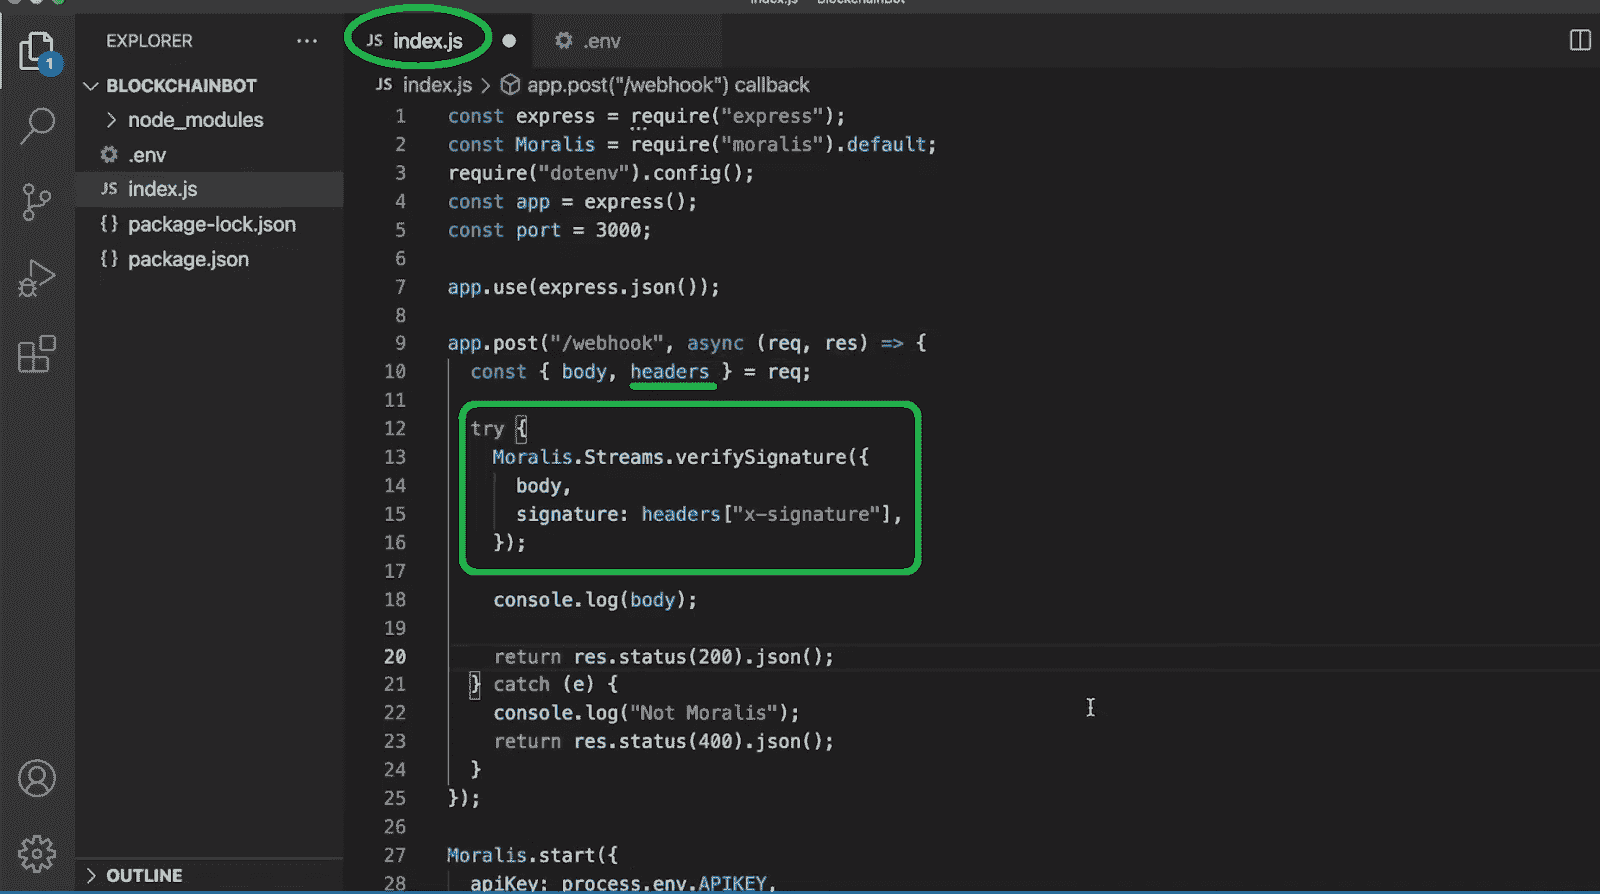 index.js — BlockchainBot
EXPLORER
1
BLOCKCHAINBOT
node_modules
.env
JS index.js
{} package-lock.json
{} package.json
OUTLINE
JS index.js
.env
JS index.js > app.post("/webhook") callback
1 const express = require("express");
2 const Moralis = require("moralis").default;
3 require("dotenv").config();
4 const app = express();
5 const port = 3000;
6
7 app.use(express.json());
8
9 app.post("/webhook", async (req, res) => {
10 const { body, headers } = req;
11
12 try {
13 Moralis.Streams.verifySignature({
14 body,
15 signature: headers["x-signature"],
16 });
17
18 console.log(body);
19
20 return res.status(200).json();
21 } catch (e) {
22 console.log("Not Moralis");
23 return res.status(400).json();
24 }
25 });
26
27 Moralis.start({
28 apiKey: process.env.APIKEY,